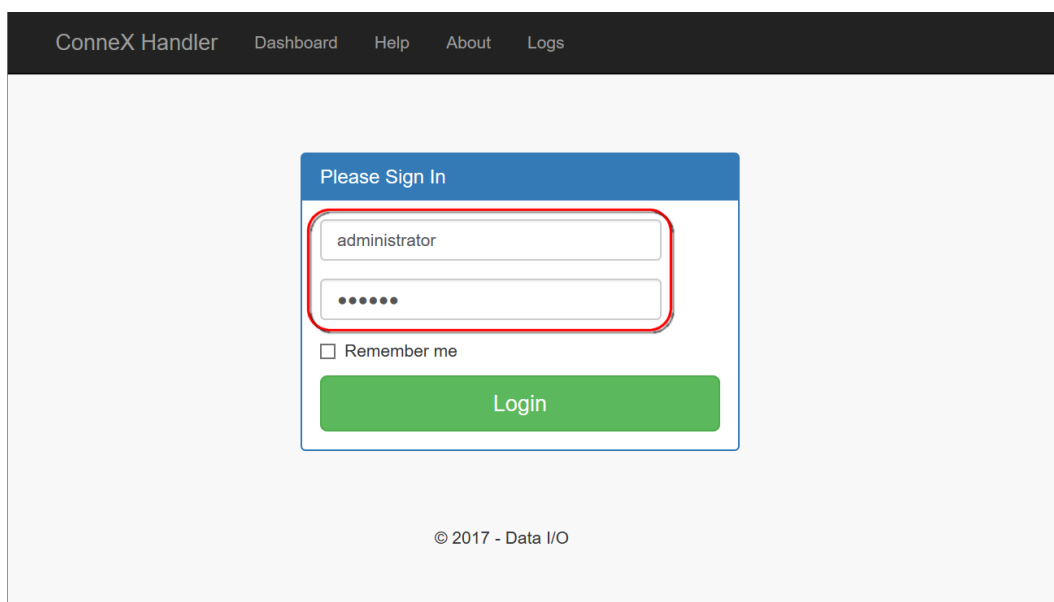 ConneX Handler Dashboard Help About Logs
Please Sign In
administrator
••••••
Remember me
Login
© 2017 - Data I/O